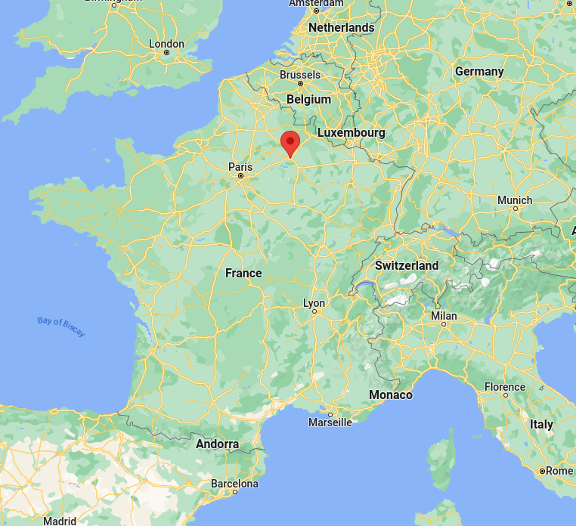 Birmingham
Amsterdam
Netherlands
London
Brussels
Germany
Belgium
Luxembourg
Paris
Munich
Switzerland
France
Lyon
Milan
Bay of Biscay
Florence
Monaco
Marseille
Italy
Andorra
Rome
Barcelona
Madrid